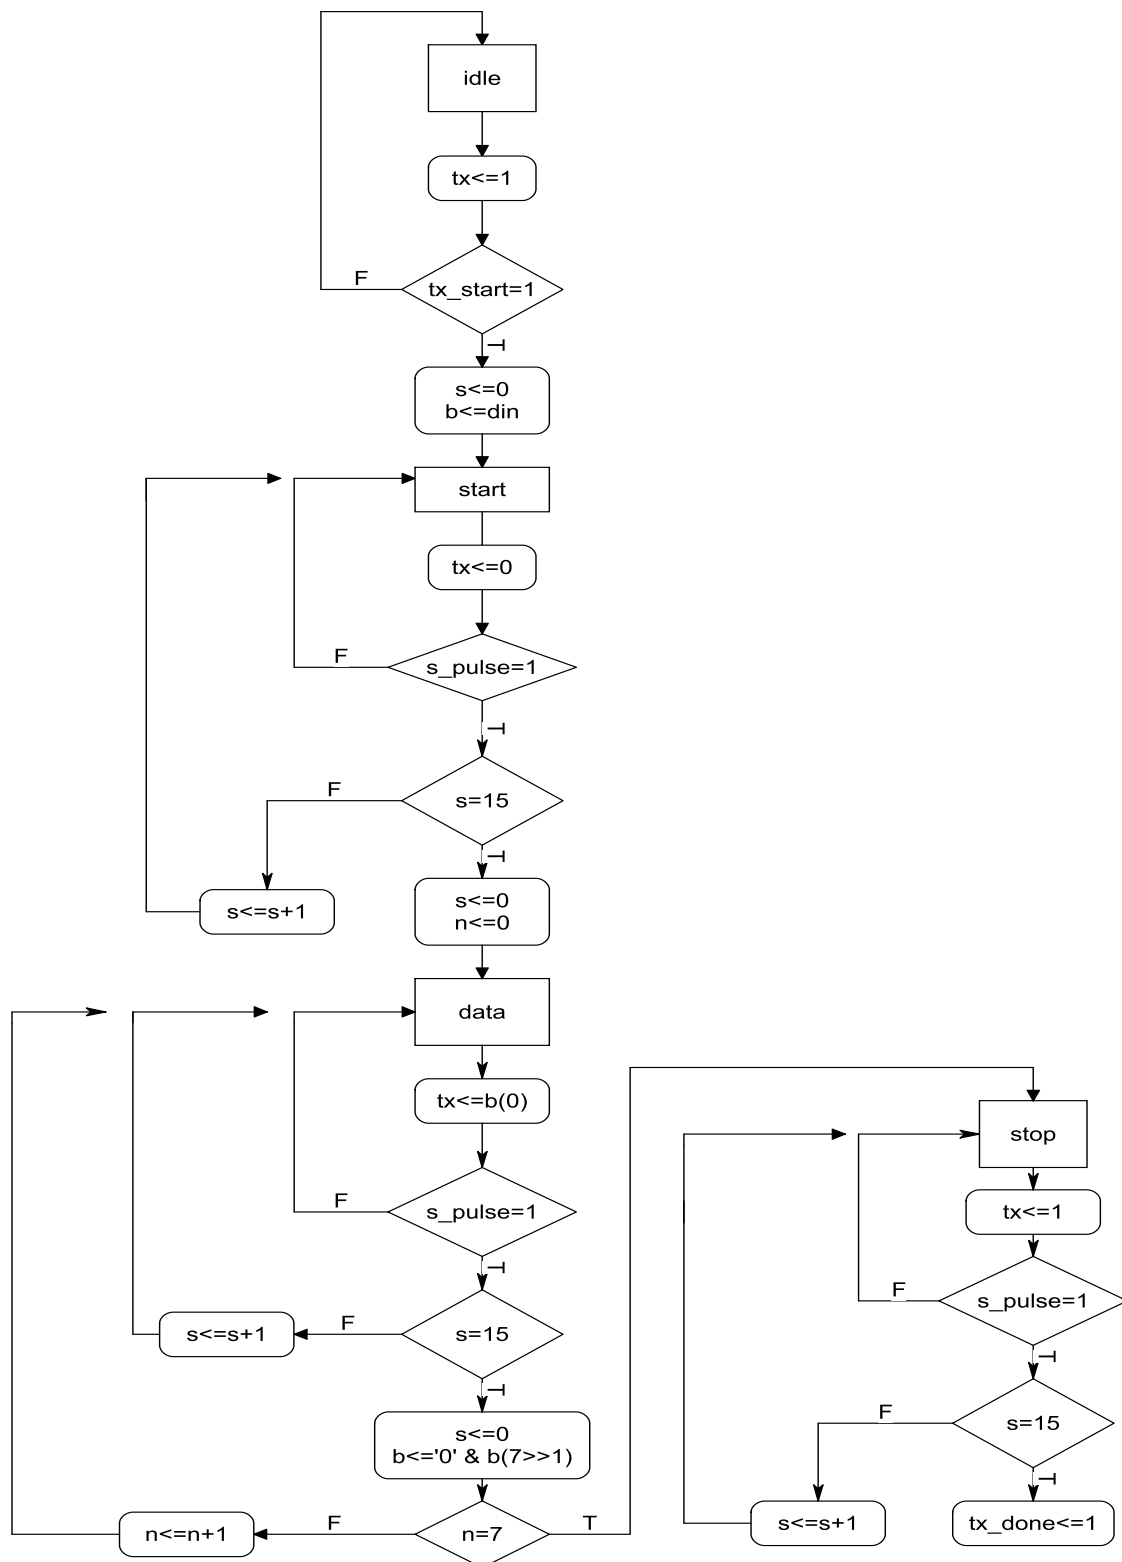 idle
tx<=1
tx_start=1
F
T
s<=0
b<=din
start
tx<=0
s_pulse=1
F
T
s=15
F
T
s<=s+1
s<=0
n<=0
data
tx<=b(0)
s_pulse=1
F
T
s=15
F
T
s<=s+1
s<=0
b<='0' & b(7>>1)
n=7
F
T
n<=n+1
stop
tx<=1
s_pulse=1
F
T
s=15
F
T
s<=s+1
tx_done<=1